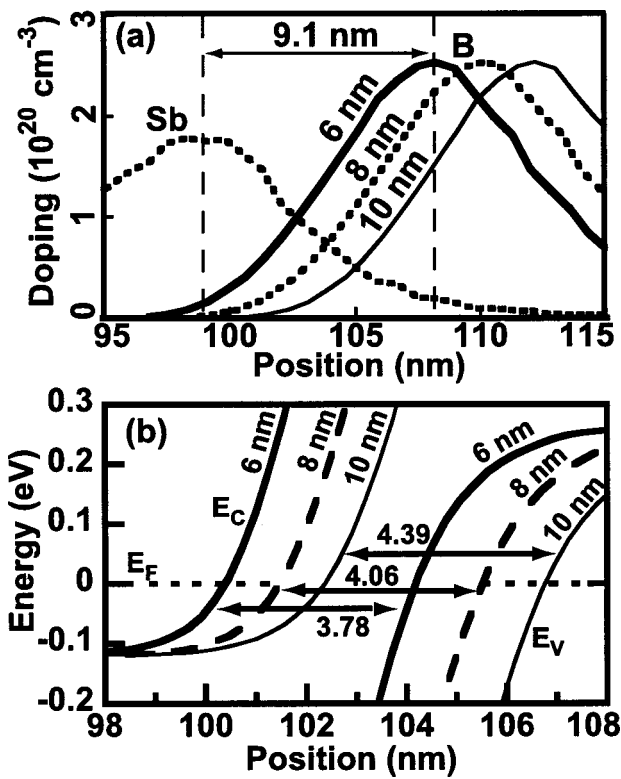 (a)
9.1 nm
B
Sb
6 nm
8 nm
10 nm
Doping (10²⁰ cm⁻³)
3
2
1
0
95 100 105 110 115
Position (nm)
(b)
6 nm
8 nm
10 nm
6 nm
8 nm
10 nm
E_C
E_F
E_V
4.39
4.06
3.78
Energy (eV)
0.3
0.2
0.1
0
-0.1
-0.2
98 100 102 104 106 108
Position (nm)